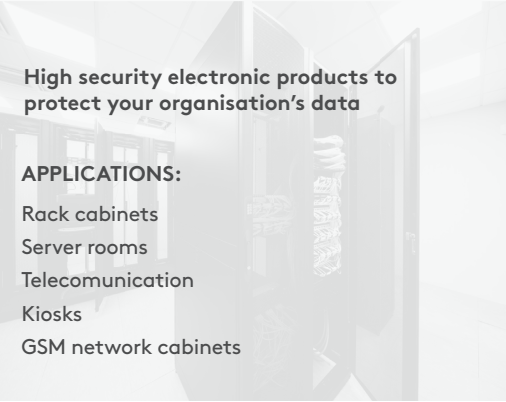 High security electronic products to
protect your organisation’s data
APPLICATIONS:
Rack cabinets
Server rooms
Telecomunication
Kiosks
GSM network cabinets